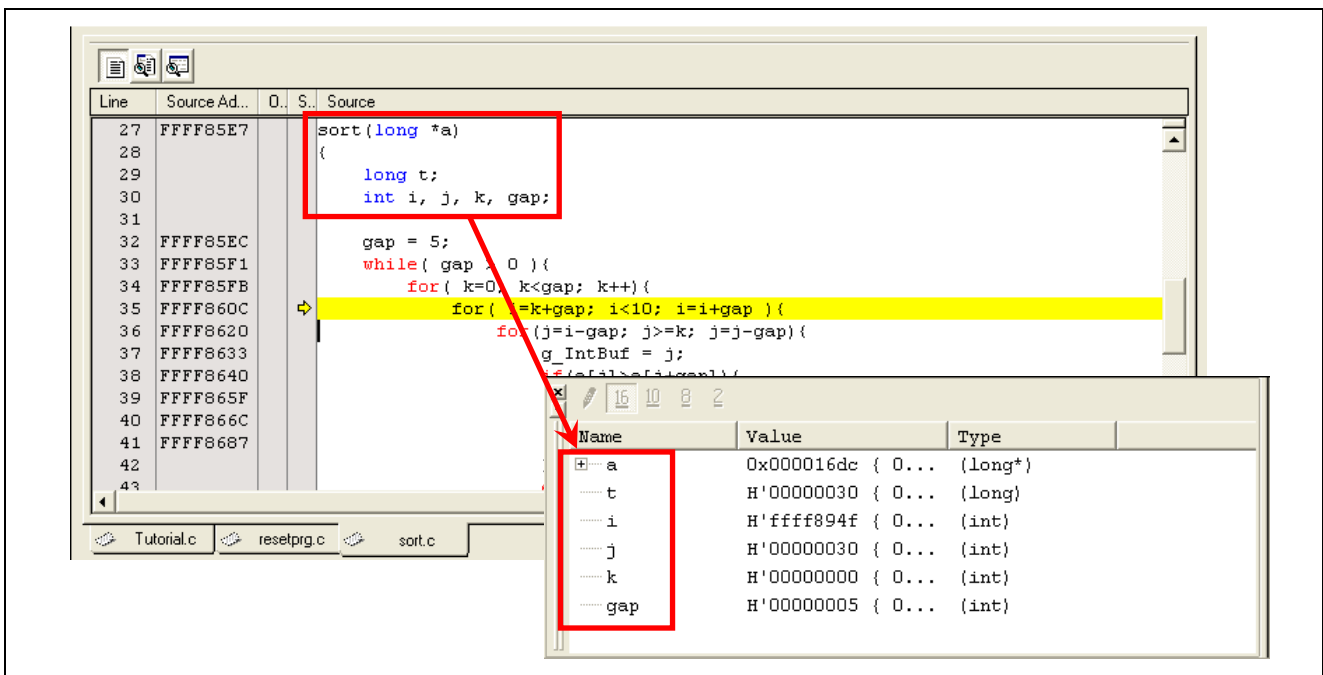 Line Source Ad... O.. S.. Source
27 FFFF85E7 sort(long *a)
28 {
29 long t;
30 int i, j, k, gap;
31
32 FFFF85EC gap = 5;
33 FFFF85F1 while( gap > 0 ){
34 FFFF85FB for( k=0; k<gap; k++){
35 FFFF860C for( i=k+gap; i<10; i=i+gap ){
36 FFFF8620 for(j=i-gap; j>=k; j=j-gap){
37 FFFF8633 g_IntBuf = j;
38 FFFF8640 if(a[j]>a[j+gap]){
39 FFFF865F
40 FFFF866C
41 FFFF8687
42
43
Tutorial.c resetprg.c sort.c
16 10 8 2
Name Value Type
a 0x000016dc { 0... (long*)
t H'00000030 { 0... (long)
i H'ffff894f { 0... (int)
j H'00000030 { 0... (int)
k H'00000000 { 0... (int)
gap H'00000005 { 0... (int)